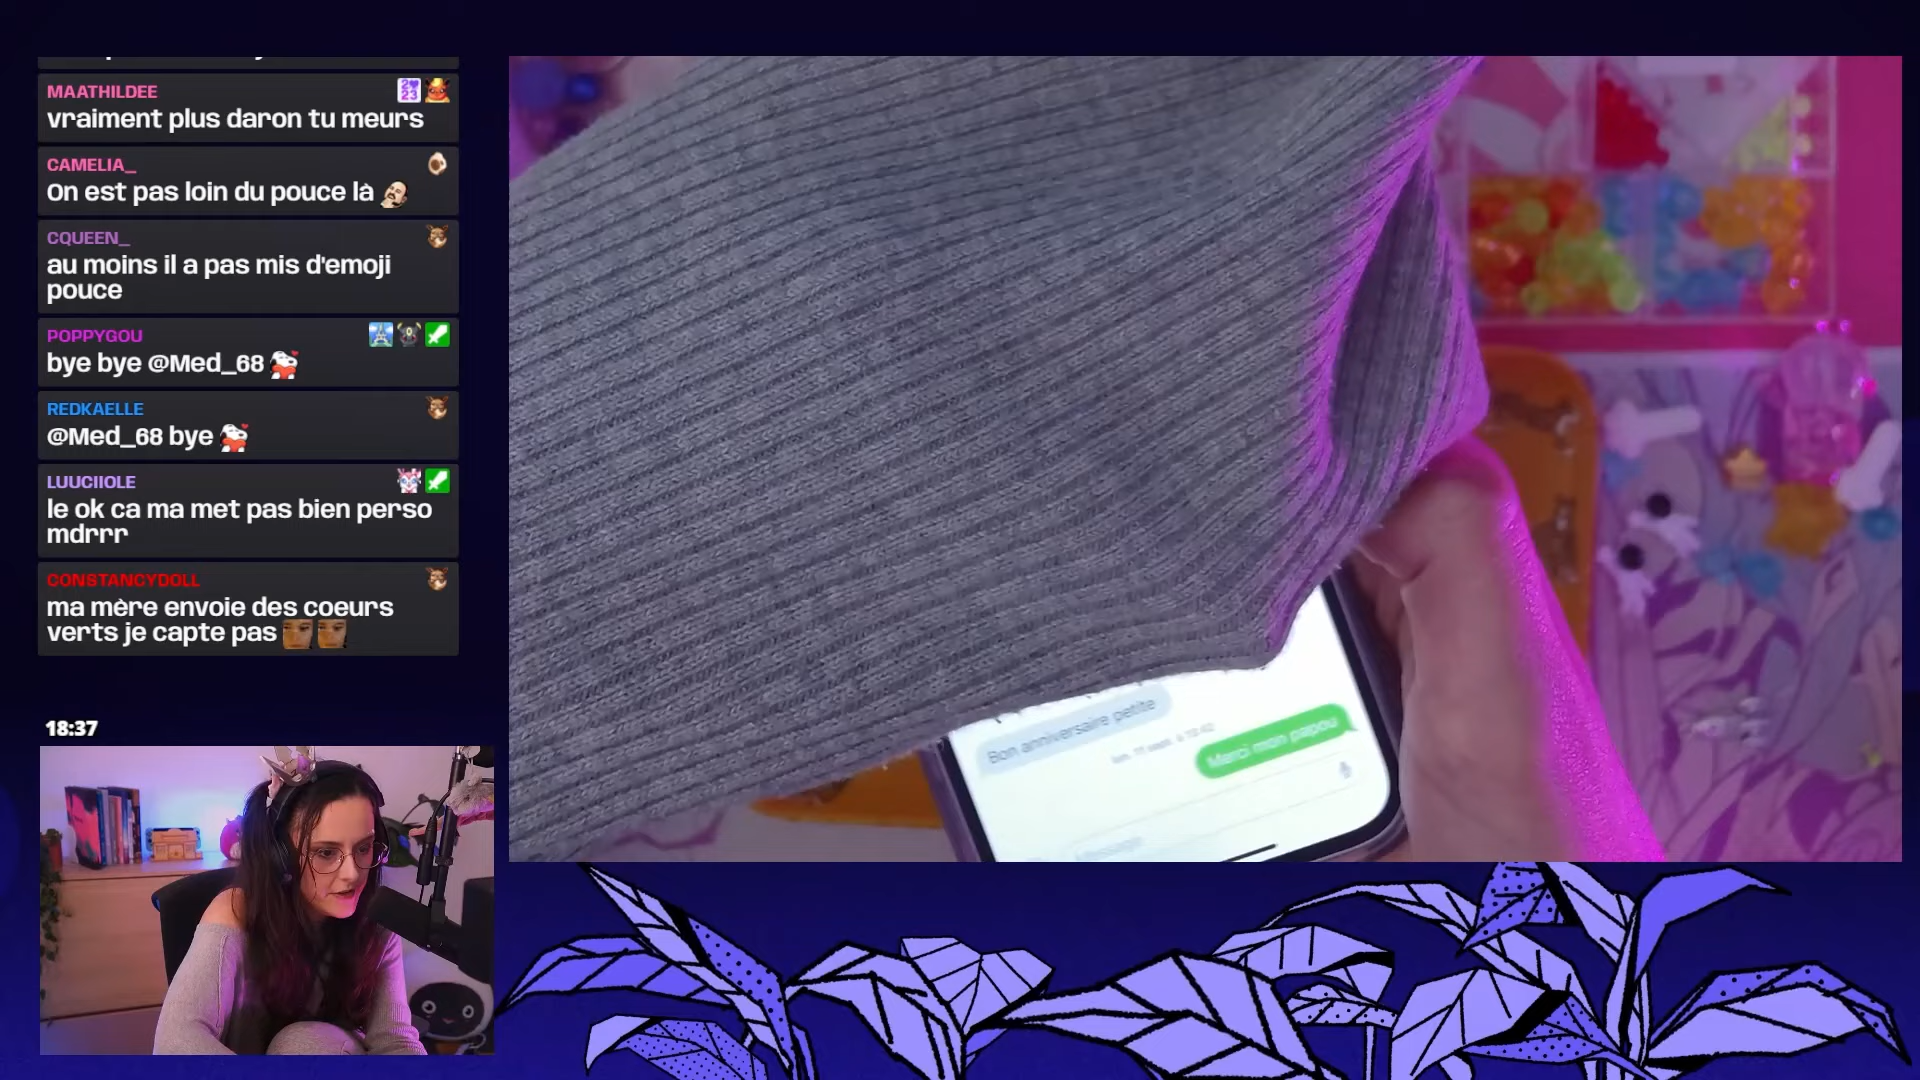 MAATHILDEE
vraiment plus daron tu meurs
CAMELIA_
On est pas loin du pouce là
CQUEEN_
au moins il a pas mis d'emoji
pouce
POPPYGOU
bye bye @Med_68
REDKAELLE
@Med_68 bye
LUUCIIOLE
le ok ca ma met pas bien perso
mdrrr
CONSTANCYDOLL
ma mère envoie des coeurs
verts je capte pas
18:37
Bon anniversaire petite
Merci mon papou
Message